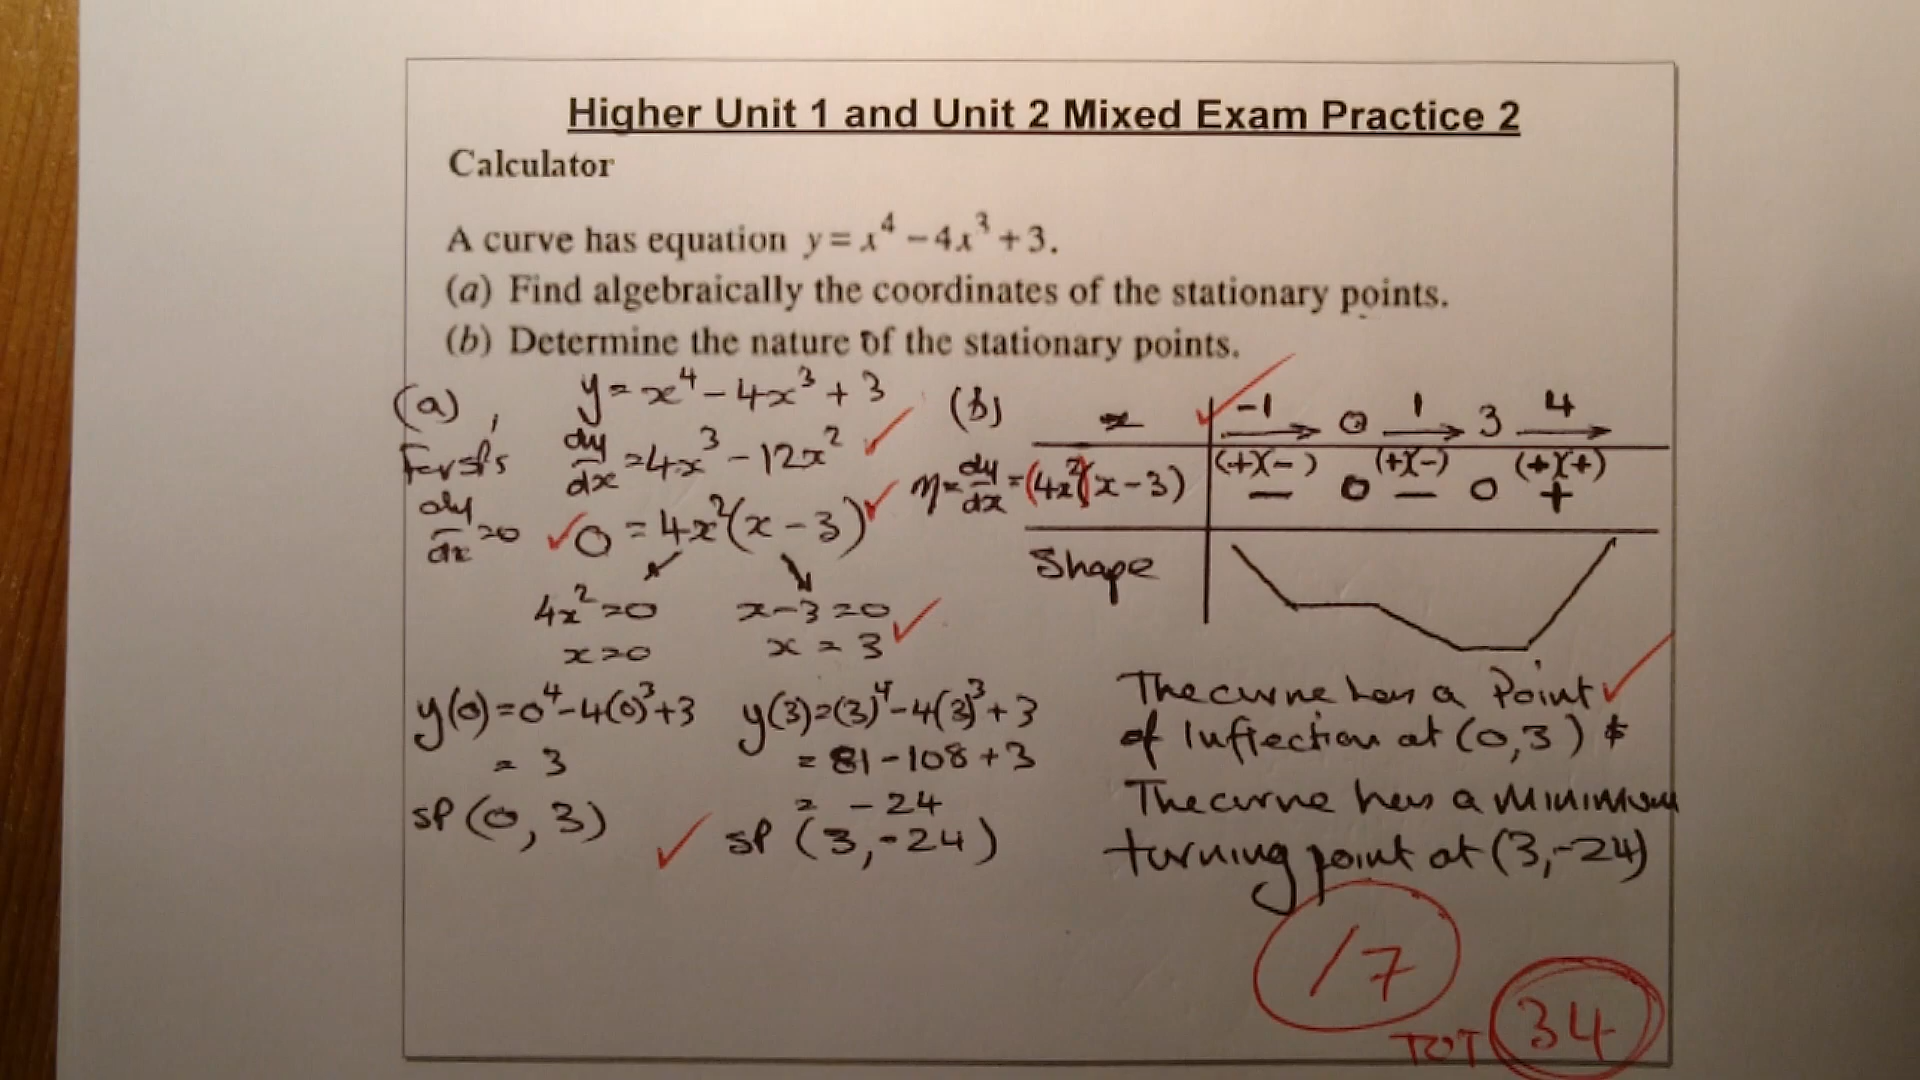 Higher Unit 1 and Unit 2 Mixed Exam Practice 2
Calculator
A curve has equation y = x⁴ − 4x³ + 3.
(a) Find algebraically the coordinates of the stationary points.
(b) Determine the nature of the stationary points.
(a) y = x⁴ − 4x³ + 3
For SP's dy/dx = 4x³ − 12x²
dy/dx = 0 0 = 4x²(x − 3)
4x² = 0 x − 3 = 0
x = 0 x = 3
y(0) = 0⁴ − 4(0)³ + 3 y(3) = (3)⁴ − 4(3)³ + 3
= 3 = 81 − 108 + 3
= −24
SP (0, 3) SP (3, −24)
(b) x −1 → 0 1 → 3 4 →
m = dy/dx = (4x²)(x − 3) (+)(−) (+)(−) (+)(+)
− 0 − 0 +
Shape
The curve has a Point
of Inflection at (0, 3) &
The curve has a minimum
turning point at (3, −24)
/7
TOT 34